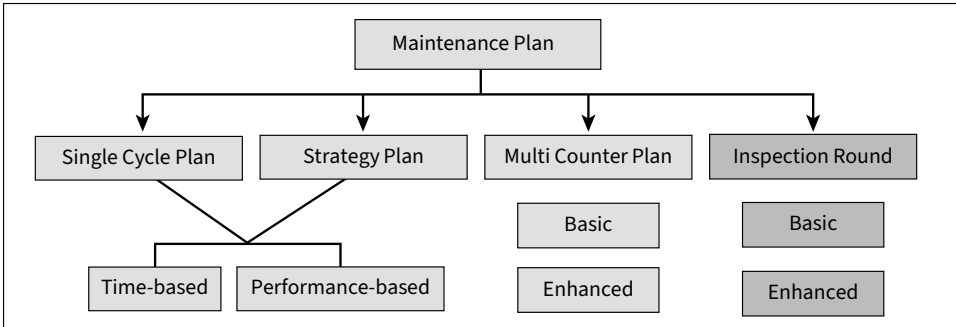 Maintenance Plan
Single Cycle Plan
Strategy Plan
Multi Counter Plan
Inspection Round
Basic
Basic
Time-based
Performance-based
Enhanced
Enhanced